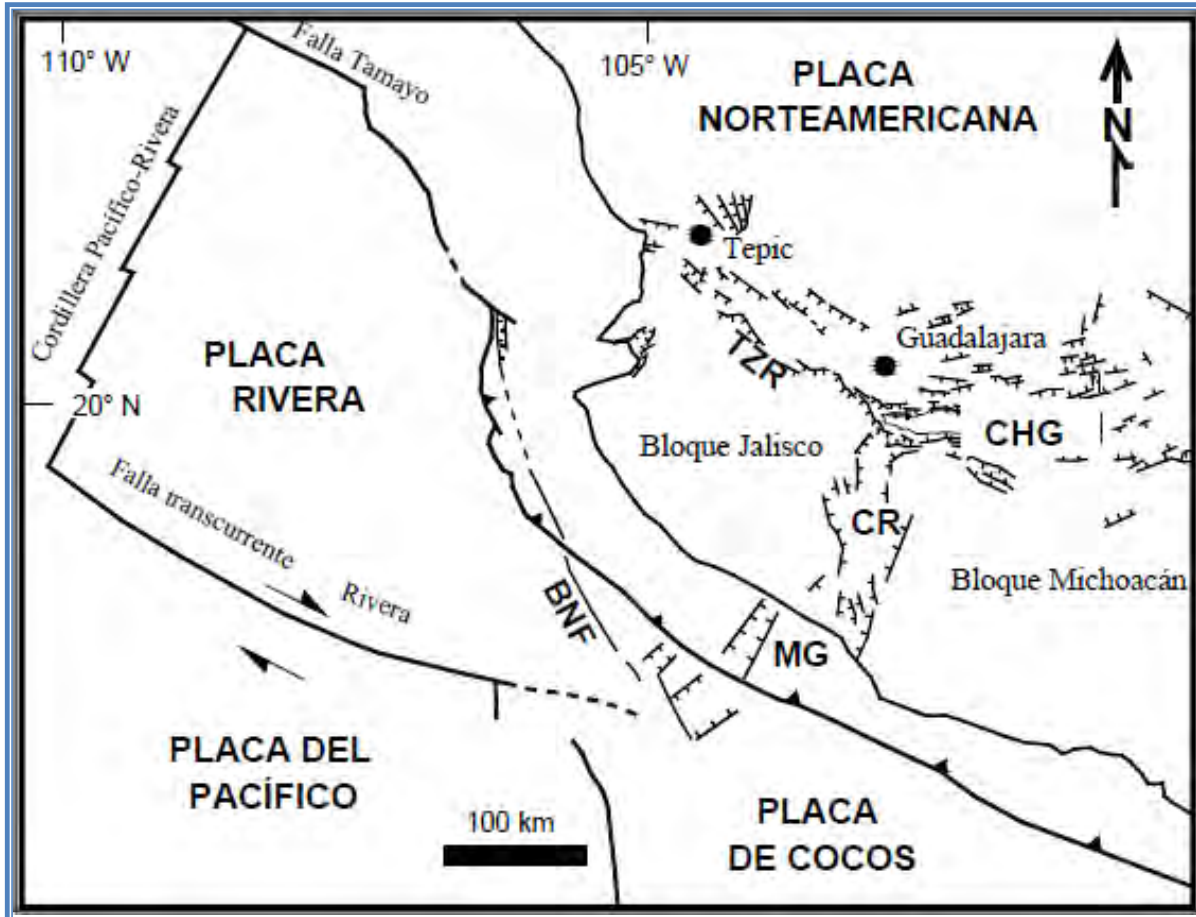 110° W
Falla Tamayo
105° W
PLACA
NORTEAMERICANA
N
Cordillera Pacífico-Rivera
Tepic
PLACA
RIVERA
Guadalajara
TZR
20° N
CHG
Bloque Jalisco
Falla transcurrente
Rivera
CR
Bloque Michoacán
BNF
MG
PLACA DEL
PACÍFICO
100 km
PLACA
DE COCOS